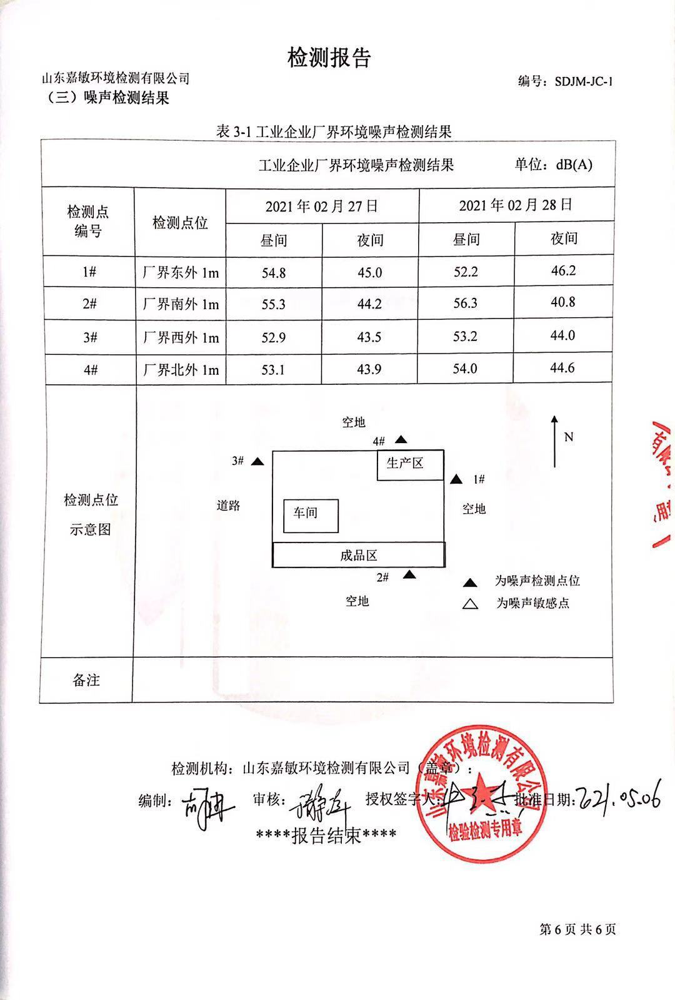 检测报告
山东嘉敏环境检测有限公司 编号：SDJM-JC-1
（三）噪声检测结果
表 3-1 工业企业厂界环境噪声检测结果
工业企业厂界环境噪声检测结果 单位：dB(A)
检测点编号 检测点位 2021 年 02 月 27 日 2021 年 02 月 28 日
昼间 夜间 昼间 夜间
1# 厂界东外 1m 54.8 45.0 52.2 46.2
2# 厂界南外 1m 55.3 44.2 56.3 40.8
3# 厂界西外 1m 52.9 43.5 53.2 44.0
4# 厂界北外 1m 53.1 43.9 54.0 44.6
检测点位示意图
空地
4#
N
3#
生产区
1#
道路
空地
车间
成品区
2#
为噪声检测点位
空地
为噪声敏感点
备注
检测机构：山东嘉敏环境检测有限公司（盖章）：
编制： 审核： 授权签字人: 批准日期: 2021.05.06
****报告结束****
山东嘉敏环境检测有限公司
检验检测专用章
第 6 页 共 6 页